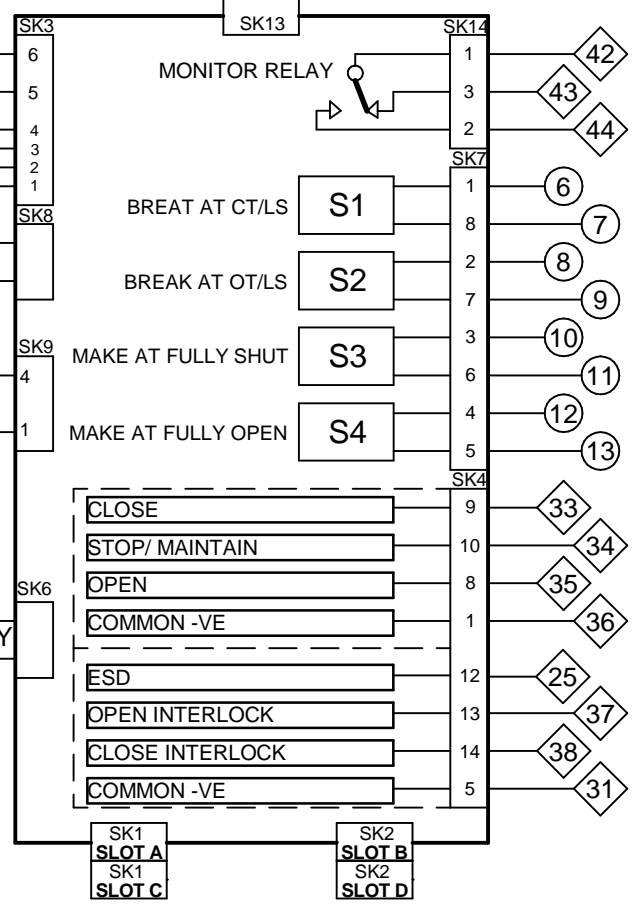 SK13
SK3
SK14
6
MONITOR RELAY
1
42
5
3
43
4
2
44
3
2
1
SK7
BREAT AT CT/LS
S1
1
6
8
7
SK8
BREAK AT OT/LS
S2
2
8
7
9
SK9
MAKE AT FULLY SHUT
S3
3
10
4
6
11
1
MAKE AT FULLY OPEN
S4
4
12
5
13
SK4
CLOSE
9
33
STOP/ MAINTAIN
10
34
SK6
OPEN
8
35
COMMON -VE
1
36
Y
ESD
12
25
OPEN INTERLOCK
13
37
CLOSE INTERLOCK
14
38
COMMON -VE
5
31
SK1
SLOT A
SK1
SLOT C
SK2
SLOT B
SK2
SLOT D